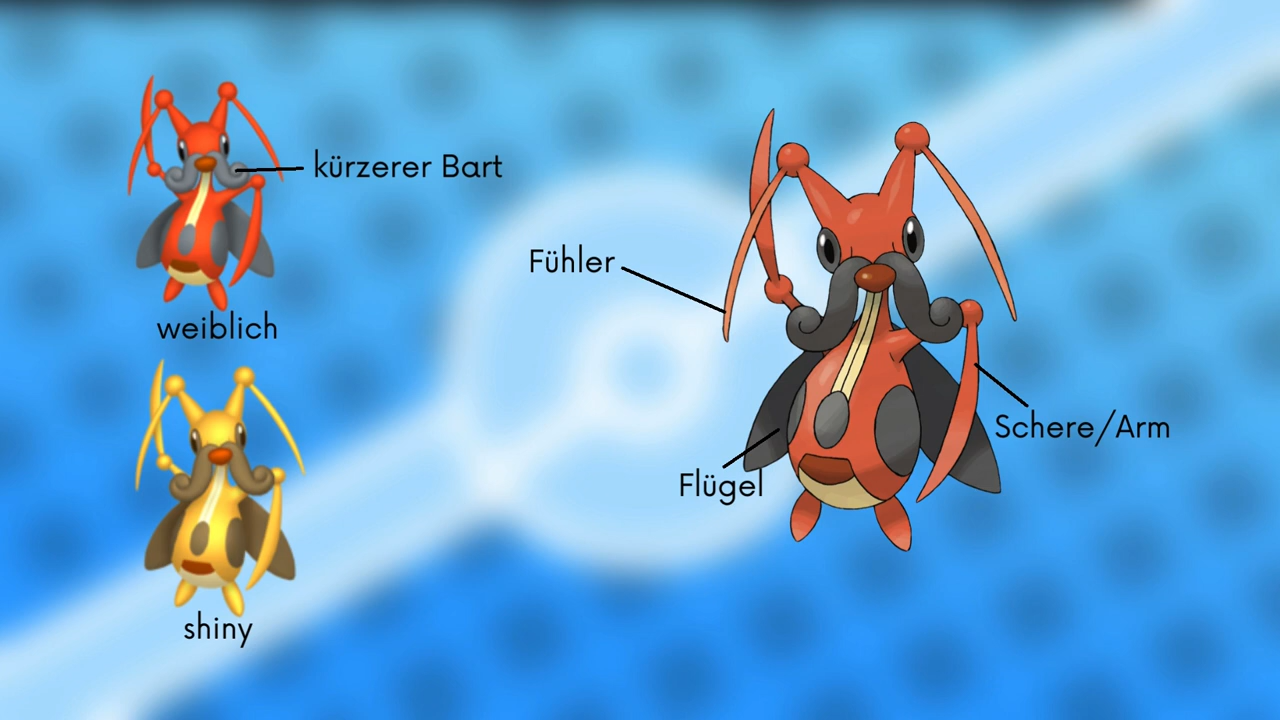 kürzerer Bart
weiblich
shiny
Fühler
Flügel
Schere/Arm